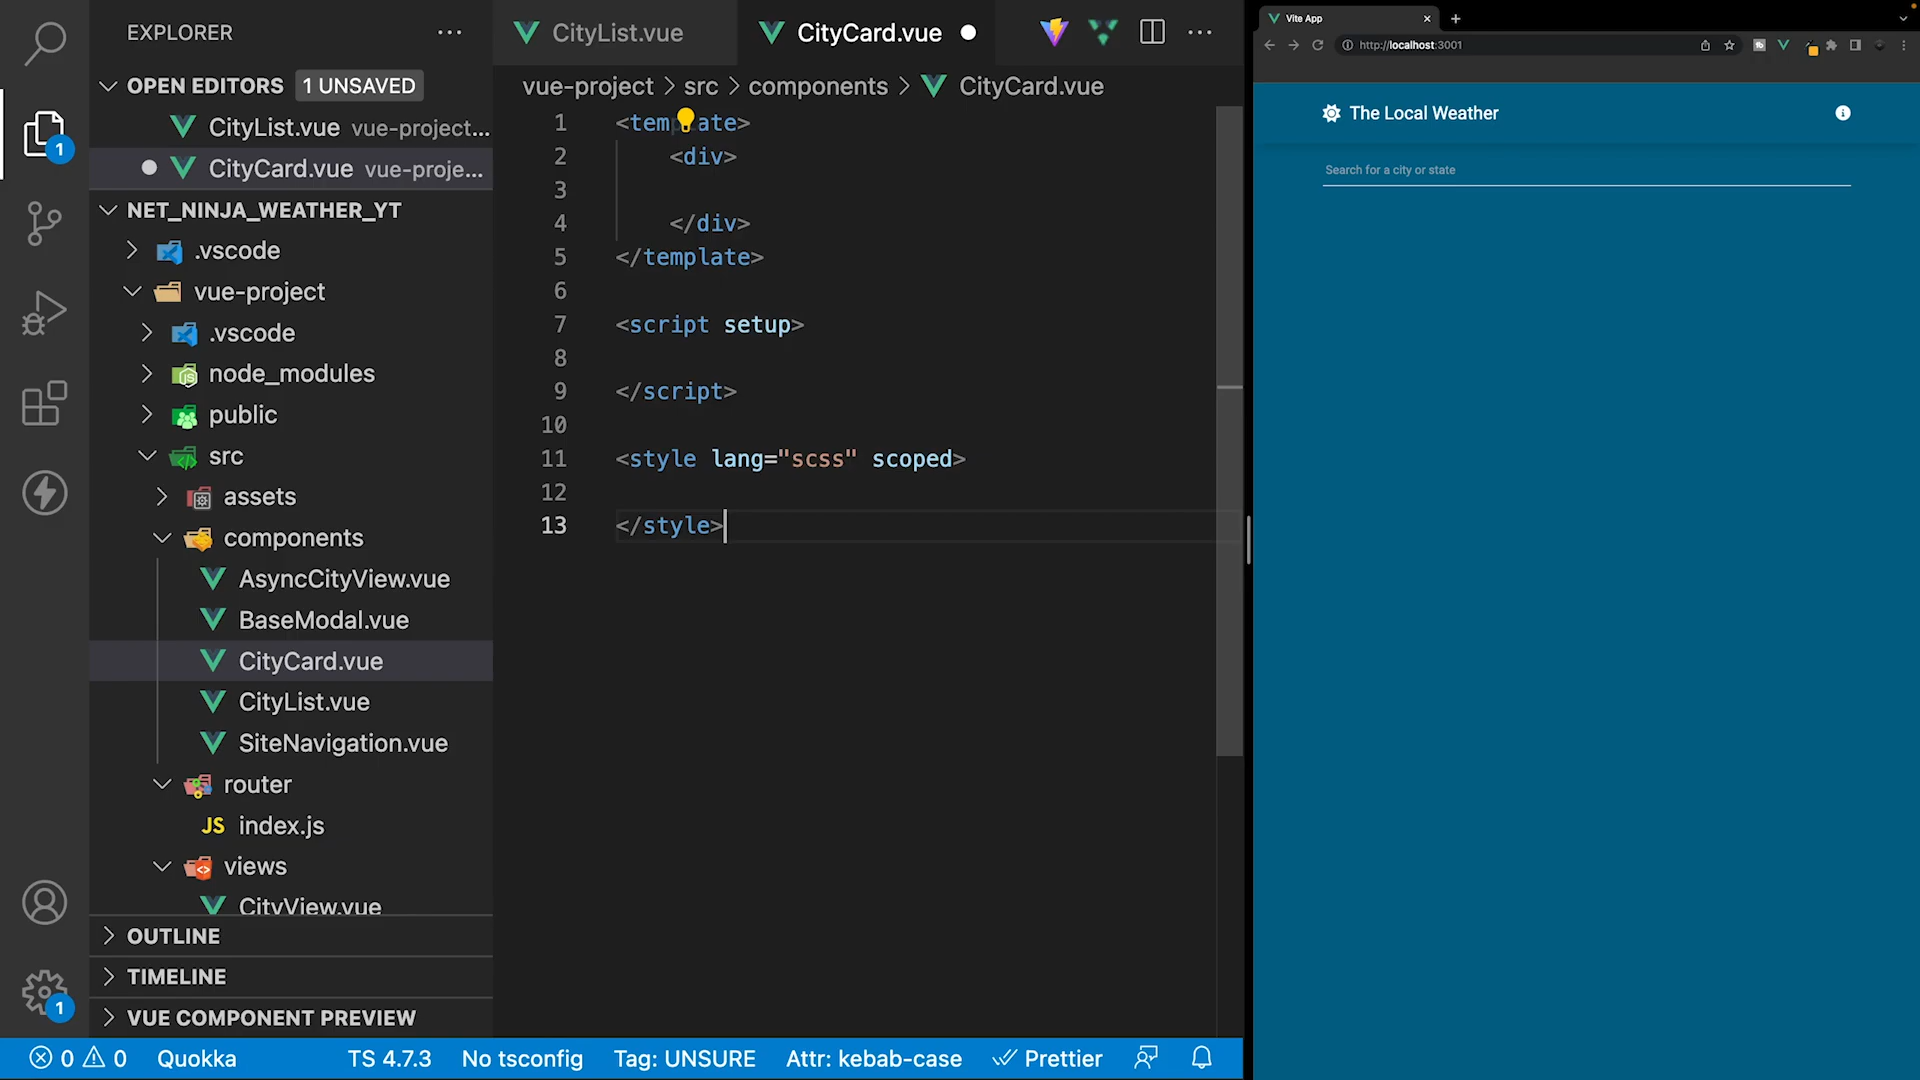 EXPLORER
OPEN EDITORS 1 UNSAVED
CityList.vue vue-project...
CityCard.vue vue-proje...
NET_NINJA_WEATHER_YT
.vscode
vue-project
.vscode
node_modules
public
src
assets
components
AsyncCityView.vue
BaseModal.vue
CityCard.vue
CityList.vue
SiteNavigation.vue
router
JS index.js
views
CityView.vue
OUTLINE
TIMELINE
VUE COMPONENT PREVIEW
1
1
CityList.vue
CityCard.vue
vue-project > src > components > CityCard.vue
1 <template>
2 <div>
3
4 </div>
5 </template>
6
7 <script setup>
8
9 </script>
10
11 <style lang="scss" scoped>
12
13 </style>
0 0 Quokka TS 4.7.3 No tsconfig Tag: UNSURE Attr: kebab-case Prettier
Vite App
http://localhost:3001
The Local Weather
Search for a city or state